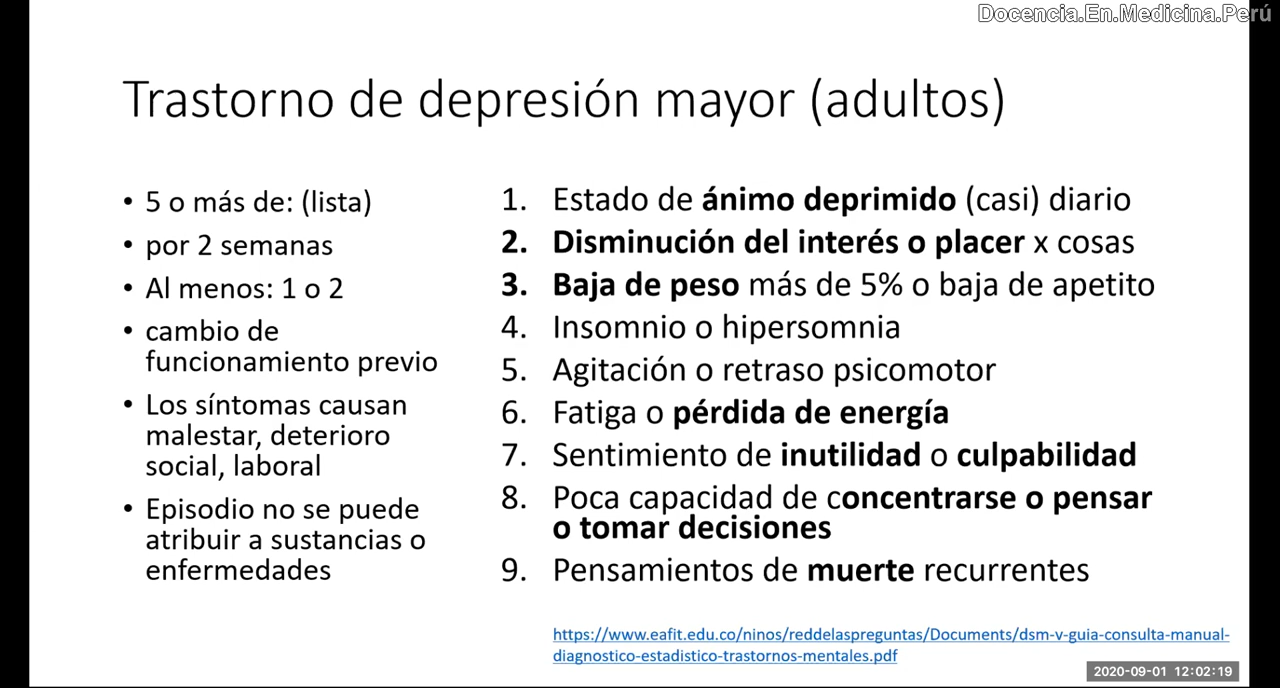 Docencia.En.Medicina.Perú
Trastorno de depresión mayor (adultos)
• 5 o más de: (lista)
• por 2 semanas
• Al menos: 1 o 2
• cambio de
funcionamiento previo
• Los síntomas causan
malestar, deterioro
social, laboral
• Episodio no se puede
atribuir a sustancias o
enfermedades
1. Estado de ánimo deprimido (casi) diario
2. Disminución del interés o placer x cosas
3. Baja de peso más de 5% o baja de apetito
4. Insomnio o hipersomnia
5. Agitación o retraso psicomotor
6. Fatiga o pérdida de energía
7. Sentimiento de inutilidad o culpabilidad
8. Poca capacidad de concentrarse o pensar
o tomar decisiones
9. Pensamientos de muerte recurrentes
https://www.eafit.edu.co/ninos/reddelaspreguntas/Documents/dsm-v-guia-consulta-manual-
diagnostico-estadistico-trastornos-mentales.pdf
2020-09-01 12:02:19